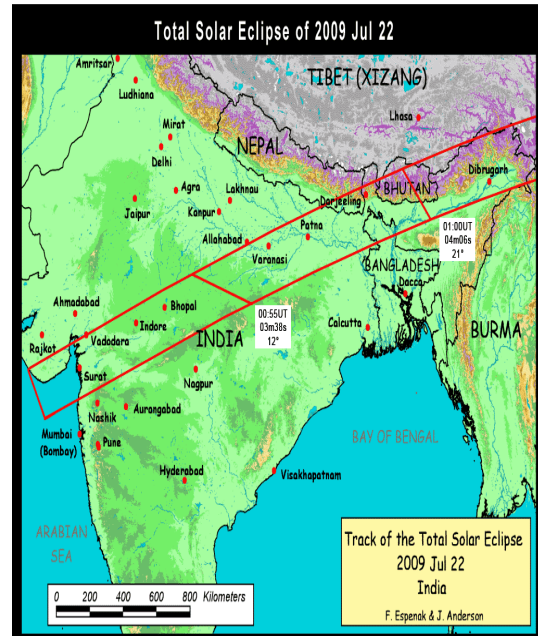 Total Solar Eclipse of 2009 Jul 22
Amritsar
TIBET (XIZANG)
Ludhiana
Lhasa
Mirat
NEPAL
Delhi
Dibrugarh
Agra
BHUTAN
Lakhnau
Darjeeling
Jaipur
Kanpur
Patna
01:00UT
04m06s
21°
Allahabad
Varanasi
BANGLADESH
Dacca
Ahmadabad
Bhopal
00:55UT
03m38s
12°
Indore
Calcutta
BURMA
Rajkot
Vadodara
INDIA
Surat
Nagpur
Nashik
Aurangabad
Mumbai
(Bombay)
Pune
BAY OF BENGAL
Hyderabad
Visakhapatnam
ARABIAN
SEA
Track of the Total Solar Eclipse
2009 Jul 22
India
F. Espenak & J. Anderson
0 200 400 600 800 Kilometers